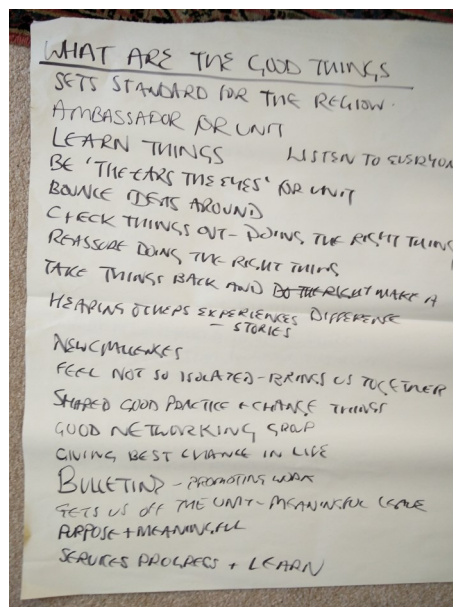 WHAT ARE THE GOOD THINGS
SETS STANDARD FOR THE REGION.
AMBASSADOR FOR UNIT
LEARN THINGS LISTEN TO EVERYON
BE 'THE EARS THE EYES' FOR UNIT
BOUNCE IDEAS AROUND
CHECK THINGS OUT - DOING THE RIGHT THING
REASSURE DOING THE RIGHT THING
TAKE THINGS BACK AND DO THE RIGHT MAKE A
HEARING OTHERS EXPERIENCES DIFFERENCE
- STORIES
NEW CHALLENGES
FEEL NOT SO ISOLATED - BRINGS US TOGETHER
SHARED GOOD PRACTICE + CHANGE THINGS
GOOD NETWORKING GROUP
GIVING BEST CHANCE IN LIFE
BULLETINS - PROMOTING WORK
GETS US OFF THE UNIT - MEANINGFUL LEAVE
PURPOSE + MEANINGFUL
SERVICES PROGRESS + LEARN